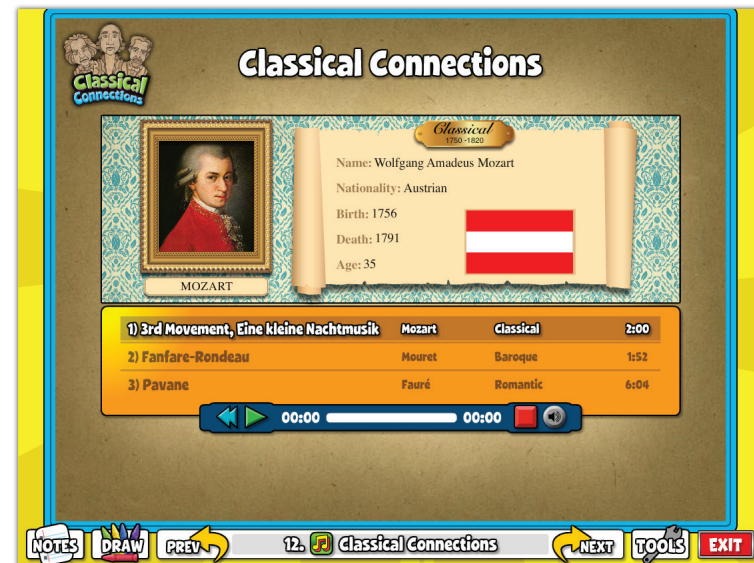 Classical
Connections
Classical Connections
Classical
1750 -1820
Name: Wolfgang Amadeus Mozart
Nationality: Austrian
Birth: 1756
Death: 1791
Age: 35
MOZART
1) 3rd Movement, Eine kleine Nachtmusik Mozart Classical 2:00
2) Fanfare-Rondeau Mouret Baroque 1:52
3) Pavane Fauré Romantic 6:04
00:00 00:00
NOTES DRAW PREV 12. Classical Connections NEXT TOOLS EXIT